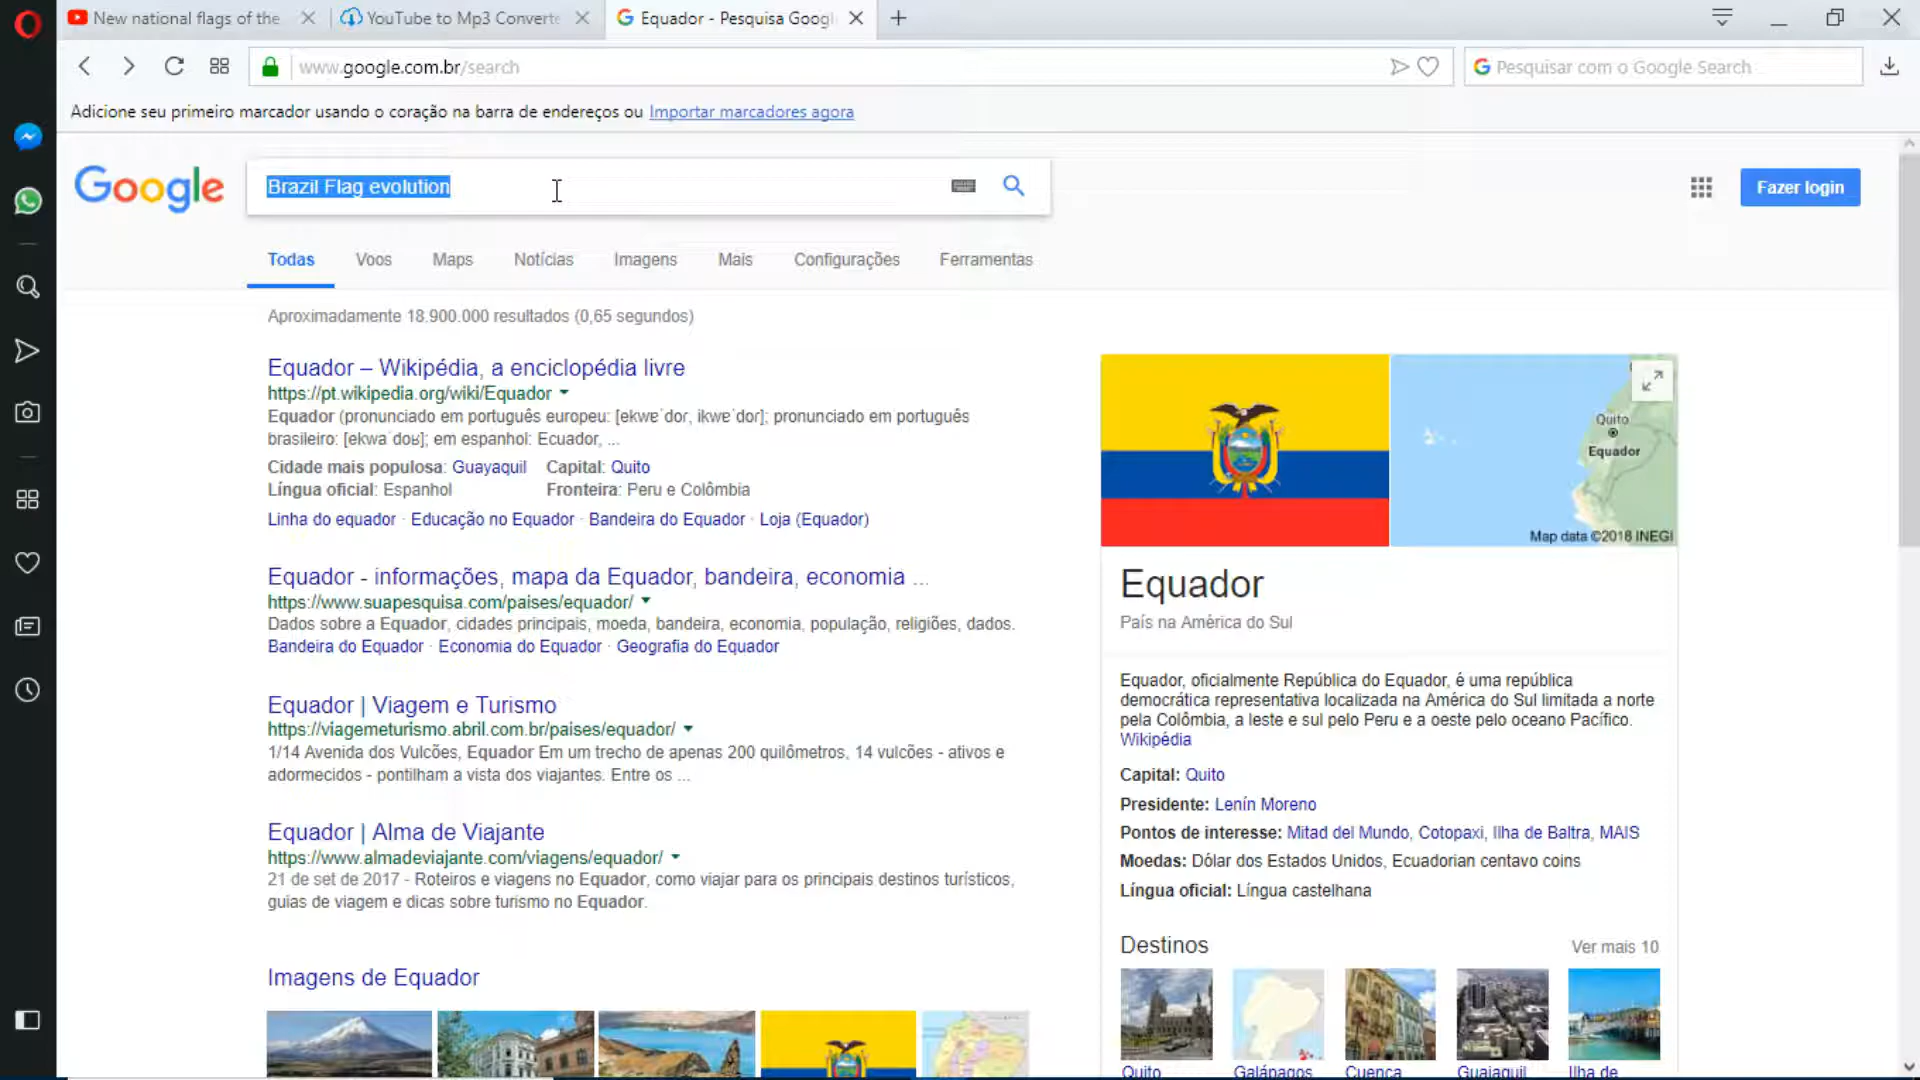 New national flags of the
YouTube to Mp3 Converte
Equador - Pesquisa Googl
www.google.com.br/search
Pesquisar com o Google Search
Adicione seu primeiro marcador usando o coração na barra de endereços ou Importar marcadores agora
Google
Brazil Flag evolution
Fazer login
Todas Voos Maps Notícias Imagens Mais Configurações Ferramentas
Aproximadamente 18.900.000 resultados (0,65 segundos)
Equador – Wikipédia, a enciclopédia livre
https://pt.wikipedia.org/wiki/Equador
Equador (pronunciado em português europeu: [ekwɐˈdor, ikwɐˈdor]; pronunciado em português
brasileiro: [ekwaˈdoʁ]; em espanhol: Ecuador, ...
Cidade mais populosa: Guayaquil Capital: Quito
Língua oficial: Espanhol Fronteira: Peru e Colômbia
Linha do equador · Educação no Equador · Bandeira do Equador · Loja (Equador)
Equador - informações, mapa da Equador, bandeira, economia ...
https://www.suapesquisa.com/paises/equador/
Dados sobre a Equador, cidades principais, moeda, bandeira, economia, população, religiões, dados.
Bandeira do Equador · Economia do Equador · Geografia do Equador
Equador | Viagem e Turismo
https://viagemeturismo.abril.com.br/paises/equador/
1/14 Avenida dos Vulcões, Equador Em um trecho de apenas 200 quilômetros, 14 vulcões - ativos e
adormecidos - pontilham a vista dos viajantes. Entre os ...
Equador | Alma de Viajante
https://www.almadeviajante.com/viagens/equador/
21 de set de 2017 - Roteiros e viagens no Equador, como viajar para os principais destinos turísticos,
guias de viagem e dicas sobre turismo no Equador.
Imagens de Equador
Quito
Equador
Map data ©2018 INEGI
Equador
País na América do Sul
Equador, oficialmente República do Equador, é uma república
democrática representativa localizada na América do Sul limitada a norte
pela Colômbia, a leste e sul pelo Peru e a oeste pelo oceano Pacífico.
Wikipédia
Capital: Quito
Presidente: Lenín Moreno
Pontos de interesse: Mitad del Mundo, Cotopaxi, Ilha de Baltra, MAIS
Moedas: Dólar dos Estados Unidos, Ecuadorian centavo coins
Língua oficial: Língua castelhana
Destinos Ver mais 10
Quito Galápagos Cuenca Guaiaquil Ilha de